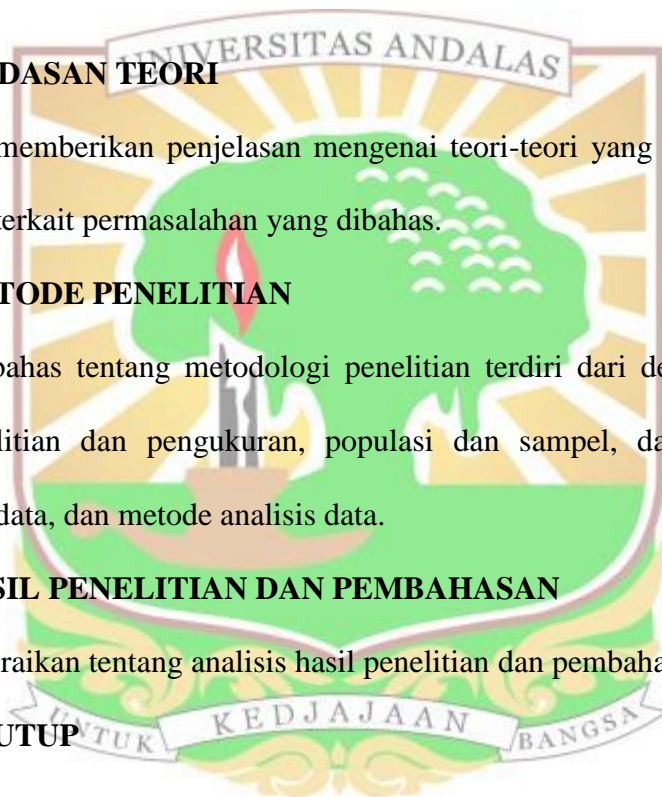 UNIVERSITAS ANDALAS
DASAN TEORI
memberikan penjelasan mengenai teori-teori yang
terkait permasalahan yang dibahas.
TODE PENELITIAN
bahas tentang metodologi penelitian terdiri dari de
litian dan pengukuran, populasi dan sampel, da
data, dan metode analisis data.
SIL PENELITIAN DAN PEMBAHASAN
raikan tentang analisis hasil penelitian dan pembaha
UTUP
UNTUK KEDJAJAAN BANGSA